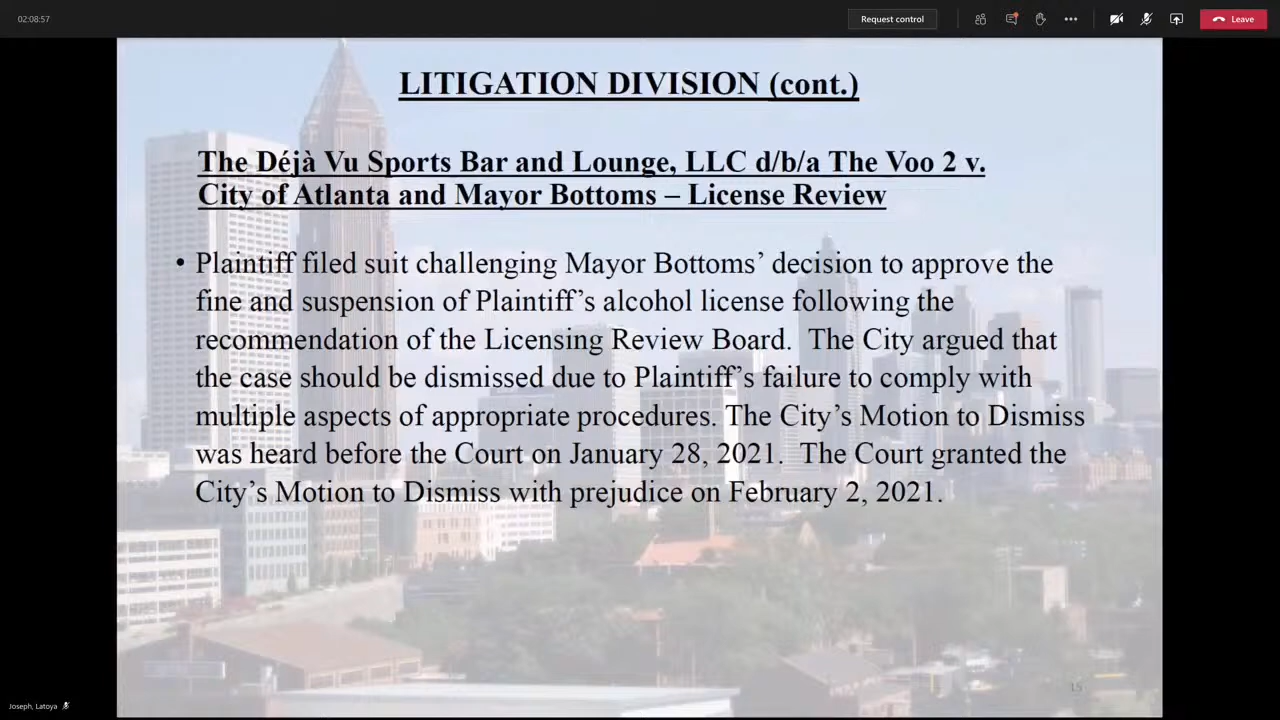 02:08:57
Request control
Leave
LITIGATION DIVISION (cont.)
The Déjà Vu Sports Bar and Lounge, LLC d/b/a The Voo 2 v.
City of Atlanta and Mayor Bottoms – License Review
• Plaintiff filed suit challenging Mayor Bottoms’ decision to approve the
fine and suspension of Plaintiff’s alcohol license following the
recommendation of the Licensing Review Board.  The City argued that
the case should be dismissed due to Plaintiff’s failure to comply with
multiple aspects of appropriate procedures. The City’s Motion to Dismiss
was heard before the Court on January 28, 2021.  The Court granted the
City’s Motion to Dismiss with prejudice on February 2, 2021.
15
Joseph, Latoya